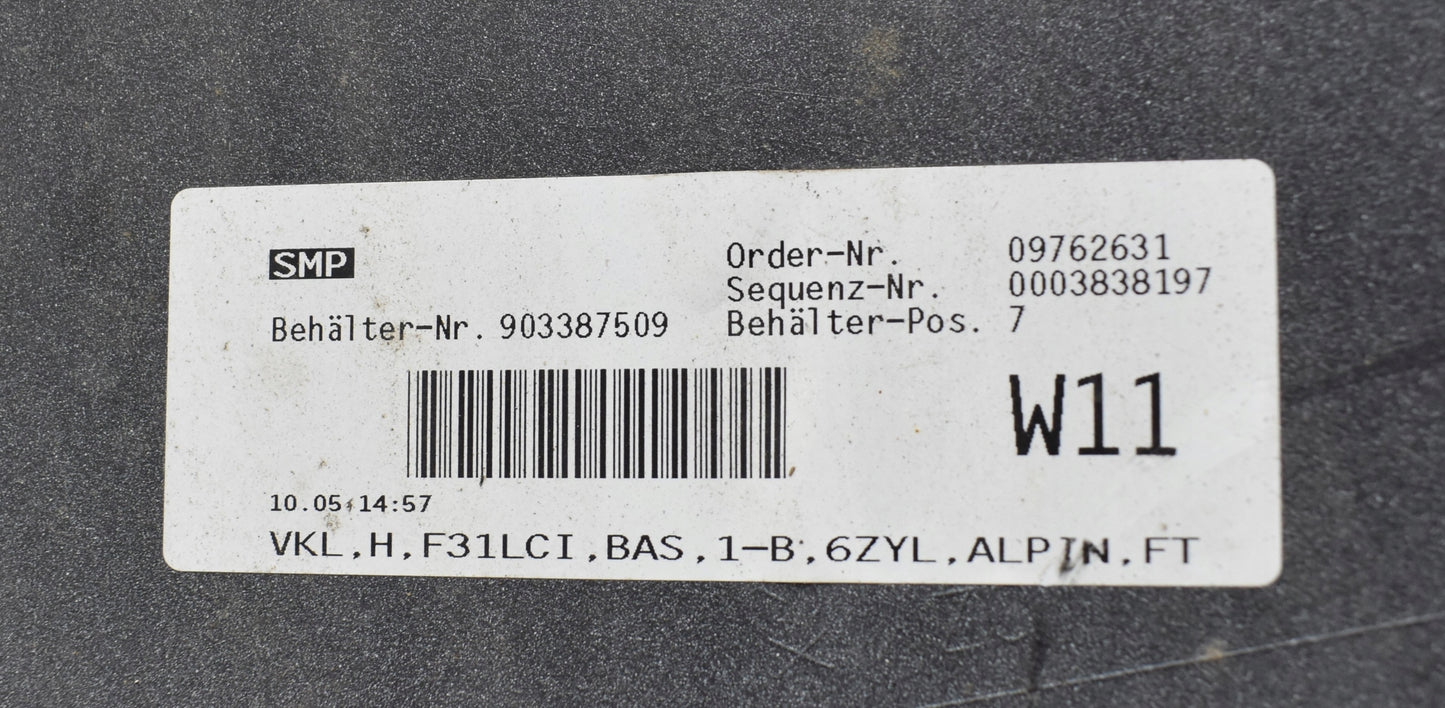 SMP
Order-Nr. 09762631
Sequenz-Nr. 0003838197
Behälter-Nr. 903387509 Behälter-Pos. 7
W11
10.05 14:57
VKL,H,F31LCI,BAS,1-B,6ZYL,ALPIN,FT